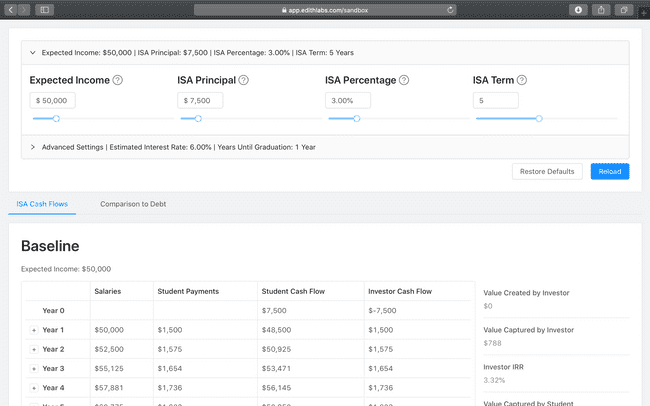 app.edithlabs.com/sandbox
Expected Income: $50,000 | ISA Principal: $7,500 | ISA Percentage: 3.00% | ISA Term: 5 Years
Expected Income ? ISA Principal ? ISA Percentage ? ISA Term ?
$ 50,000 $ 7,500 3.00% 5
Advanced Settings | Estimated Interest Rate: 6.00% | Years Until Graduation: 1 Year
Restore Defaults Reload
ISA Cash Flows Comparison to Debt
Baseline
Expected Income: $50,000
Salaries Student Payments Student Cash Flow Investor Cash Flow
Year 0 $7,500 $-7,500
+ Year 1 $50,000 $1,500 $48,500 $1,500
+ Year 2 $52,500 $1,575 $50,925 $1,575
+ Year 3 $55,125 $1,654 $53,471 $1,654
+ Year 4 $57,881 $1,736 $56,145 $1,736
Value Created by Investor
$0
Value Captured by Investor
$788
Investor IRR
3.32%
Value Captured by Student